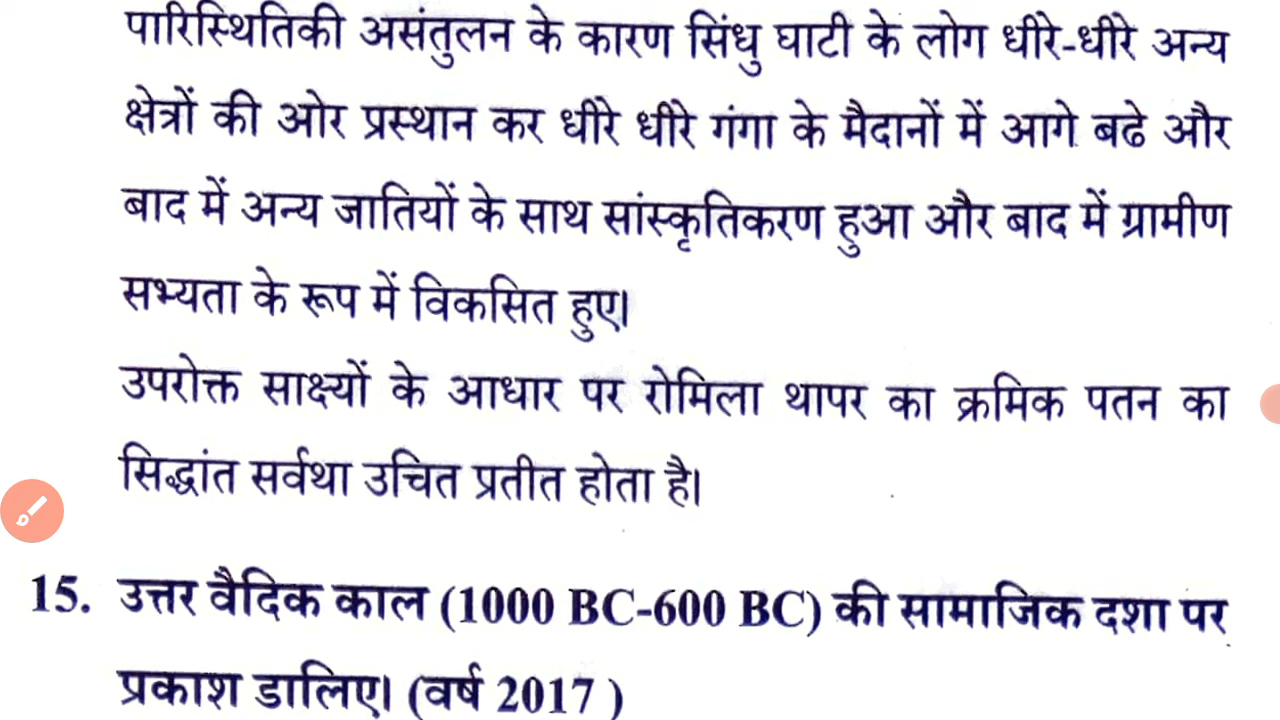 पारिस्थितिकी असंतुलन के कारण सिंधु घाटी के लोग धीरे-धीरे अन्य
क्षेत्रों की ओर प्रस्थान कर धीरे धीरे गंगा के मैदानों में आगे बढे और
बाद में अन्य जातियों के साथ सांस्कृतिकरण हुआ और बाद में ग्रामीण
सभ्यता के रूप में विकसित हुए।
उपरोक्त साक्ष्यों के आधार पर रोमिला थापर का क्रमिक पतन का
सिद्धांत सर्वथा उचित प्रतीत होता है।
15. उत्तर वैदिक काल (1000 BC-600 BC) की सामाजिक दशा पर
प्रकाश डालिए। (वर्ष 2017 )